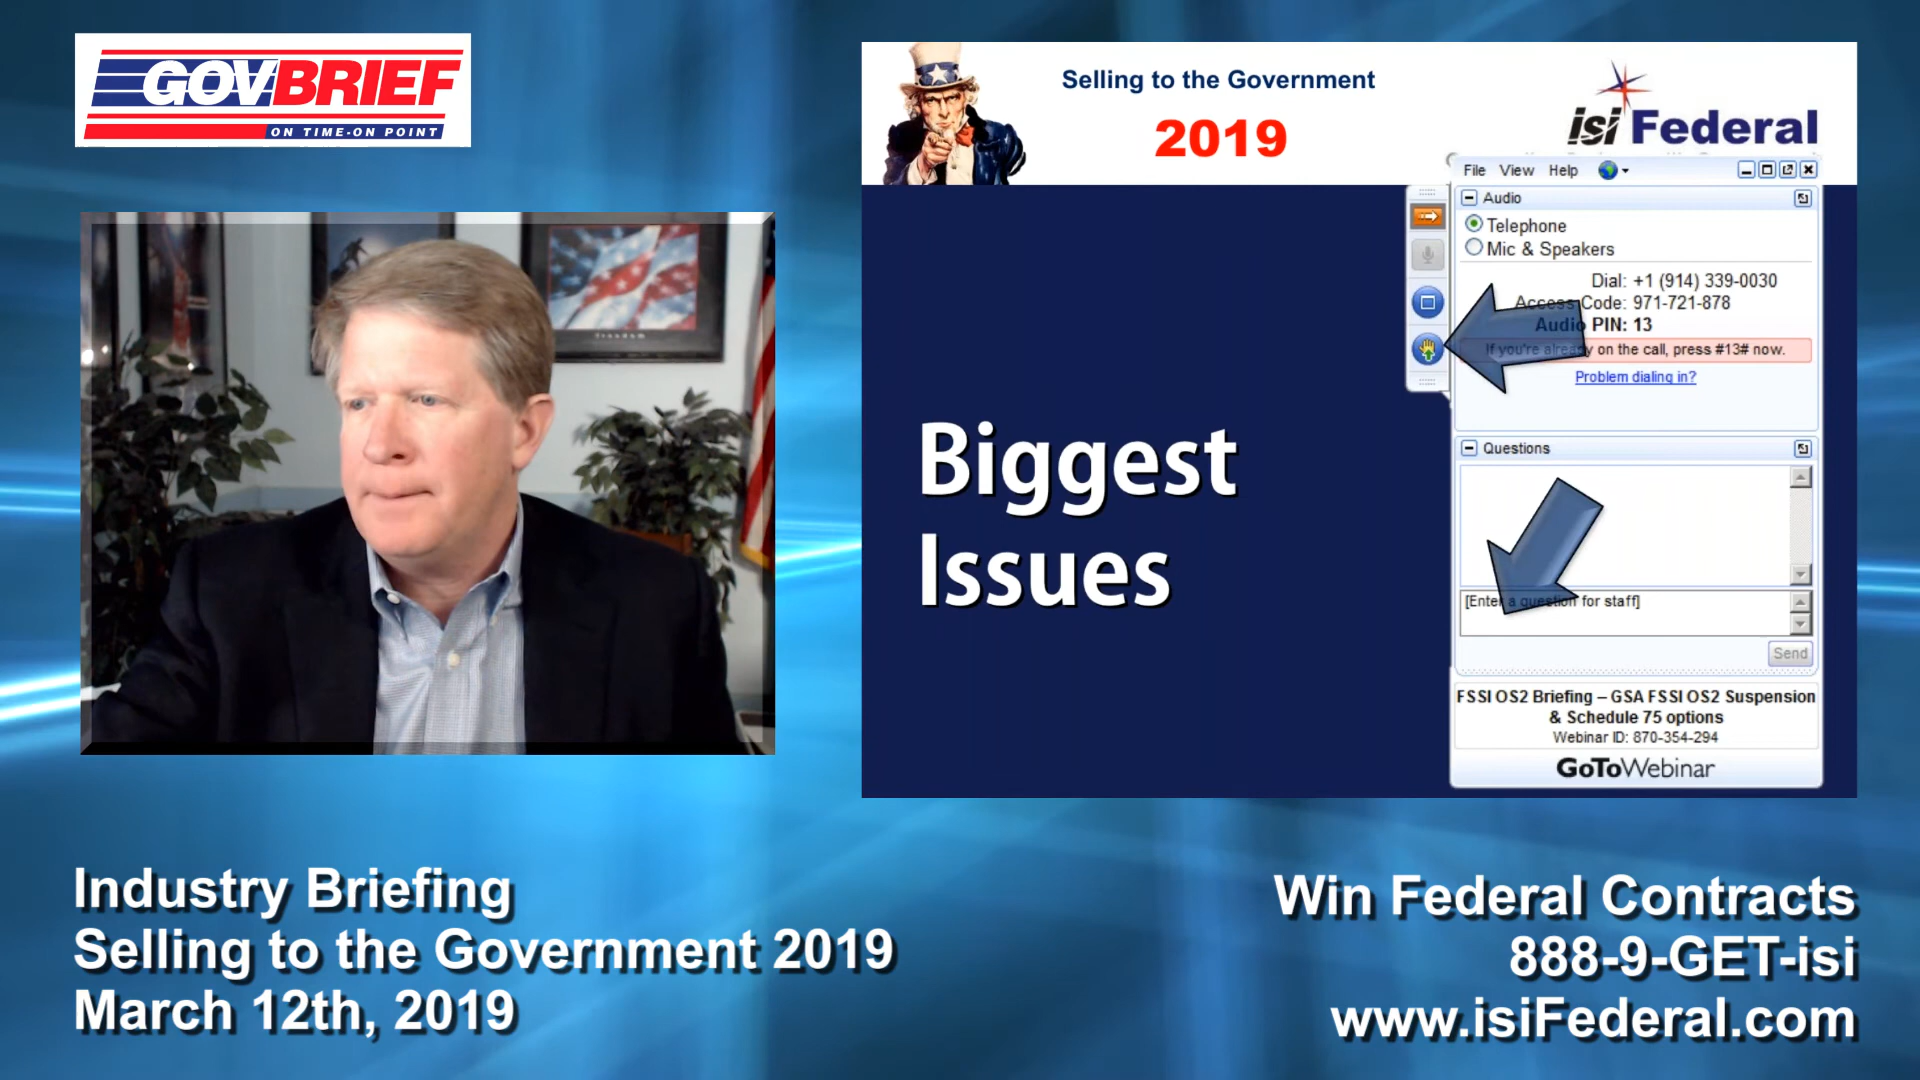 GOVBRIEF
ON TIME-ON POINT
freedom
Selling to the Government
2019
isi Federal
File View Help
Audio
Telephone
Mic & Speakers
Dial: +1 (914) 339-0030
Access Code: 971-721-878
Audio PIN: 13
If you're already on the call, press #13# now.
Problem dialing in?
Biggest
Issues
Questions
[Enter a question for staff]
Send
FSSI OS2 Briefing – GSA FSSI OS2 Suspension
& Schedule 75 options
Webinar ID: 870-354-294
GoToWebinar
Industry Briefing
Selling to the Government 2019
March 12th, 2019
Win Federal Contracts
888-9-GET-isi
www.isiFederal.com